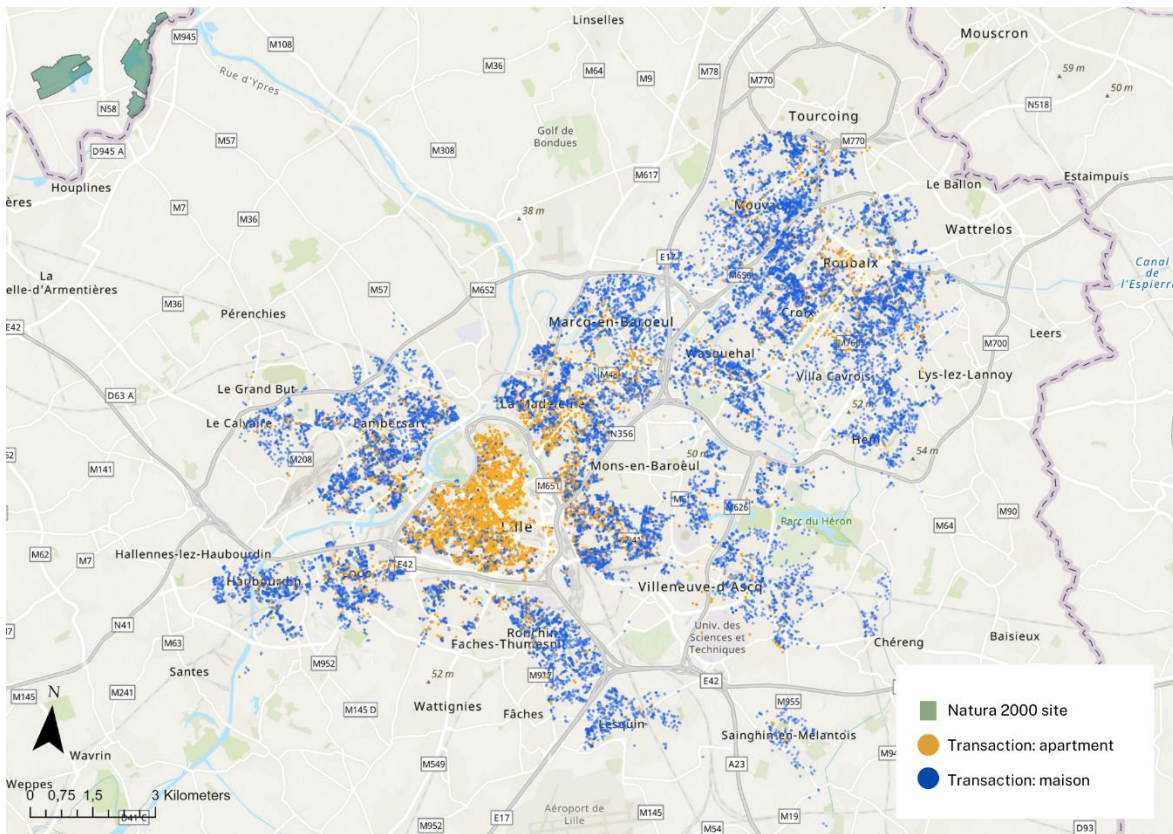 Linselles
Mouscron
M945
M108
M36
M64
M9
M78
M770
59 m
50 m
Rue d'Ypres
N58
N518
Tourcoing
M770
D945 A
M57
M308
Golf de
Bondues
M617
Houplines
Le Ballon
Estaimpuis
ères
M7
M36
38 m
Mouvaux
Wattrelos
La
elle-d'Armentières
E17
M656
Roubaix
Canal
de
l'Espierre
M57
M652
M36
E42
Pérenchies
Marcq-en-Baroeul
Croix
Leers
M700
Wasquehal
Villa Cavrois
Lys-lez-Lannoy
Le Grand But
D63 A
La Madeleine
52 m
Le Calvaire
Lambersart
N356
Hem
M208
Mons-en-Baroeul
50 m
54 m
M141
M651
M626
Lille
Parc du Héron
M90
M64
M62
M7
Hallennes-lez-Haubourdin
E42
Haubourdin
Loos
Villeneuve-d'Ascq
N41
M63
Ronchin
Faches-Thumesnil
Univ. des
Sciences et
Techniques
Chéreng
Baisieux
Santes
M952
M917
52 m
E42
M145
M241
N
M145 D
Wattignies
Fâches
Lesquin
M955
Sainghin-en-Mélantois
Wavrin
Weppes
M549
A23
0 0,75 1,5 3 Kilometers
D41 C
Aéroport de
Lille
E17
M145
M19
M952
M54
D93
Natura 2000 site
Transaction: apartment
Transaction: maison